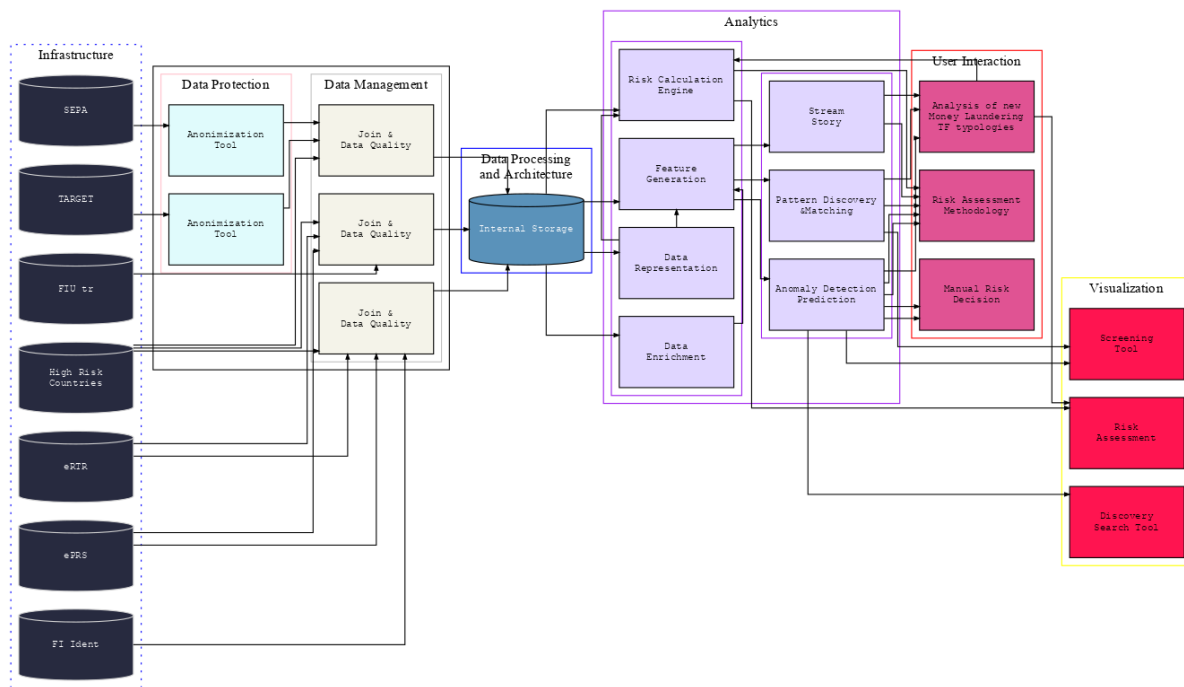 Infrastructure
SEPA
TARGET
FIU tr
High Risk
Countries
eRTR
ePRS
FI Ident
Data Protection
Anonimization
Tool
Anonimization
Tool
Data Management
Join &
Data Quality
Join &
Data Quality
Join &
Data Quality
Data Processing
and Architecture
Internal Storage
Analytics
Risk Calculation
Engine
Feature
Generation
Data
Representation
Data
Enrichment
Stream
Story
Pattern Discovery
&Matching
Anomaly Detection
Prediction
User Interaction
Analysis of new
Money Laundering
TF typologies
Risk Assessment
Methodology
Manual Risk
Decision
Visualization
Screening
Tool
Risk
Assessment
Discovery
Search Tool